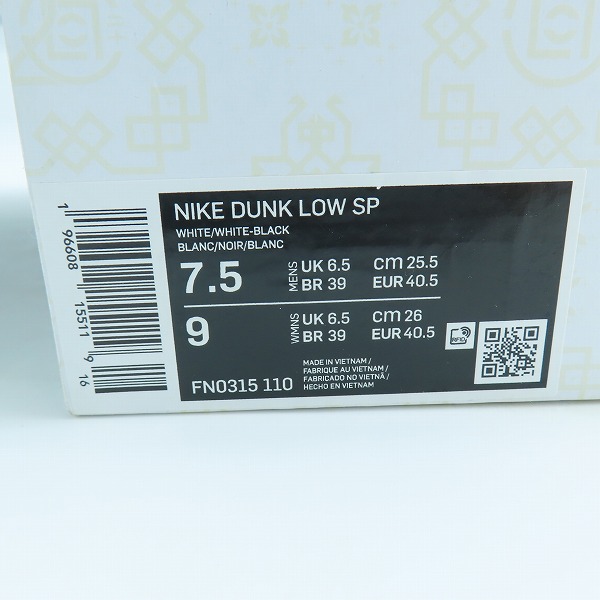 NIKE DUNK LOW SP
WHITE/WHITE-BLACK
BLANC/NOIR/BLANC
7.5 MENS UK 6.5 cm 25.5
BR 39 EUR 40.5
9 WMNS UK 6.5 cm 26
BR 39 EUR 40.5
RFID
MADE IN VIETNAM /
FABRIQUE AU VIETNAM /
FABRICADO NO VIETNÃ /
HECHO EN VIETNAM
FN0315 110
1 96608 15511 9 16